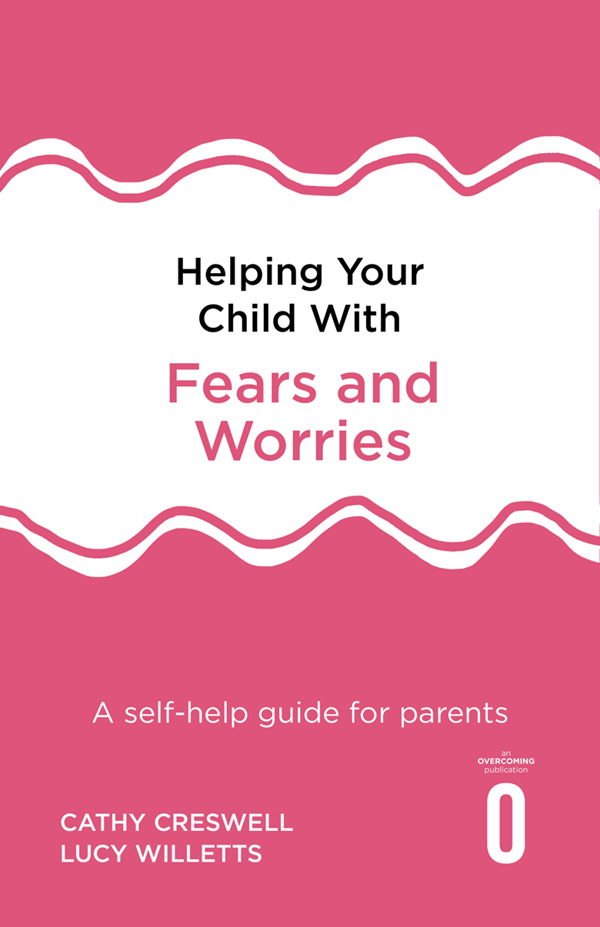 Helping Your
Child With
Fears and
Worries
A self-help guide for parents
an
OVERCOMING
publication
O
CATHY CRESWELL
LUCY WILLETTS